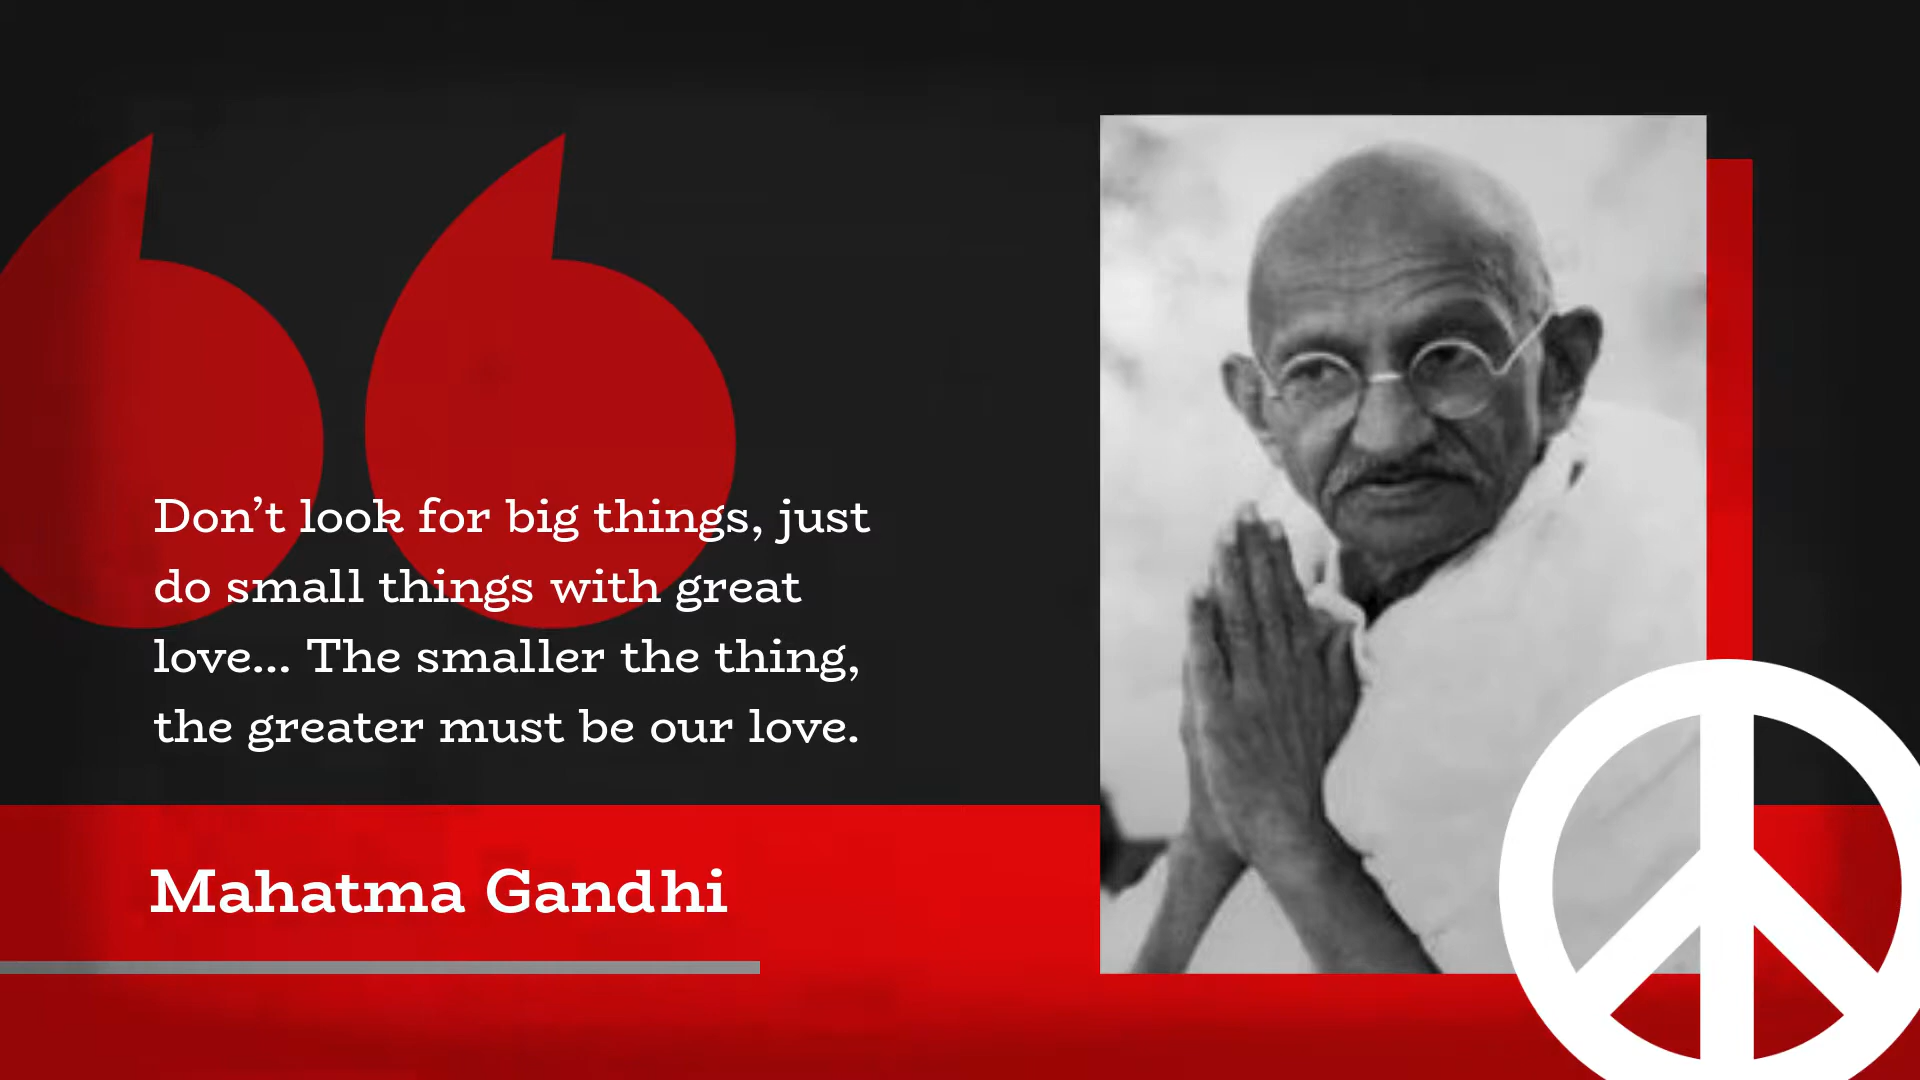 Don’t look for big things, just
do small things with great
love... The smaller the thing,
the greater must be our love.
Mahatma Gandhi